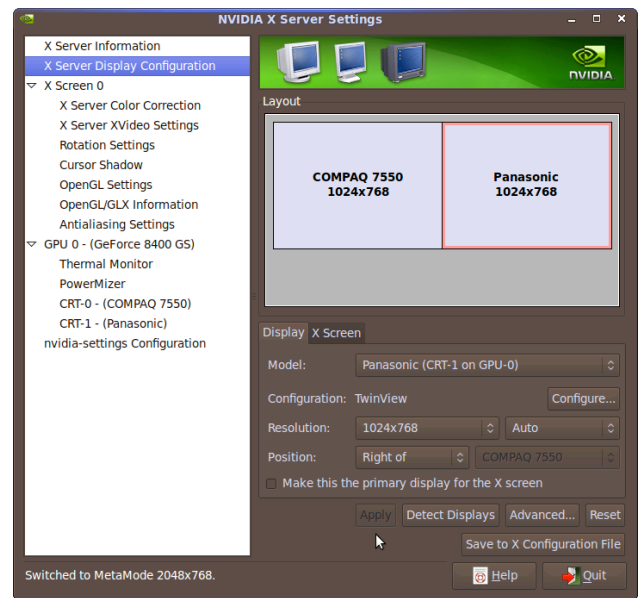 NVIDIA X Server Settings
X Server Information
X Server Display Configuration
X Screen 0
X Server Color Correction
X Server XVideo Settings
Rotation Settings
Cursor Shadow
OpenGL Settings
OpenGL/GLX Information
Antialiasing Settings
GPU 0 - (GeForce 8400 GS)
Thermal Monitor
PowerMizer
CRT-0 - (COMPAQ 7550)
CRT-1 - (Panasonic)
nvidia-settings Configuration
NVIDIA
Layout
COMPAQ 7550
1024x768
Panasonic
1024x768
Display X Screen
Model: Panasonic (CRT-1 on GPU-0)
Configuration: TwinView Configure...
Resolution: 1024x768 Auto
Position: Right of COMPAQ 7550
Make this the primary display for the X screen
Apply Detect Displays Advanced... Reset
Save to X Configuration File
Switched to MetaMode 2048x768. Help Quit